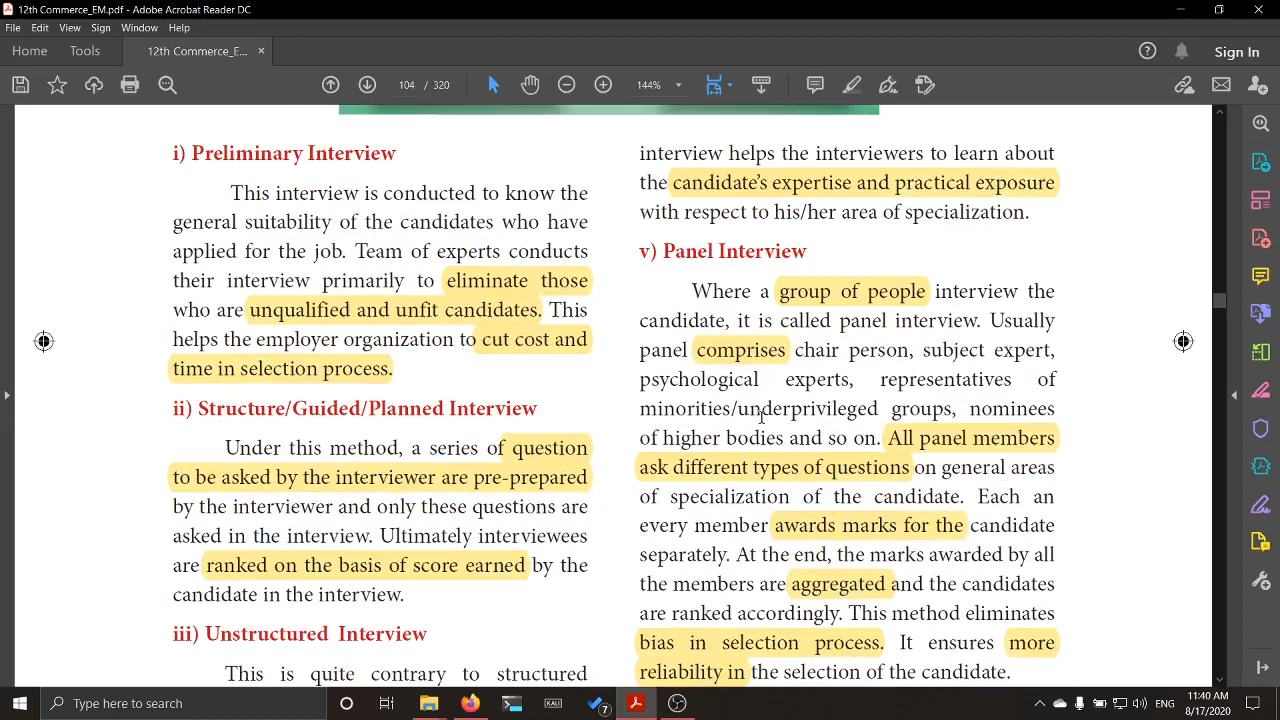 12th Commerce_EM.pdf - Adobe Acrobat Reader DC
File Edit View Sign Window Help
Home Tools 12th Commerce_E... × Sign In
104 / 320 144%
i) Preliminary Interview
This interview is conducted to know the
general suitability of the candidates who have
applied for the job. Team of experts conducts
their interview primarily to eliminate those
who are unqualified and unfit candidates. This
helps the employer organization to cut cost and
time in selection process.
ii) Structure/Guided/Planned Interview
Under this method, a series of question
to be asked by the interviewer are pre-prepared
by the interviewer and only these questions are
asked in the interview. Ultimately interviewees
are ranked on the basis of score earned by the
candidate in the interview.
iii) Unstructured Interview
This is quite contrary to structured
interview helps the interviewers to learn about
the candidate’s expertise and practical exposure
with respect to his/her area of specialization.
v) Panel Interview
Where a group of people interview the
candidate, it is called panel interview. Usually
panel comprises chair person, subject expert,
psychological experts, representatives of
minorities/underprivileged groups, nominees
of higher bodies and so on. All panel members
ask different types of questions on general areas
of specialization of the candidate. Each an
every member awards marks for the candidate
separately. At the end, the marks awarded by all
the members are aggregated and the candidates
are ranked accordingly. This method eliminates
bias in selection process. It ensures more
reliability in the selection of the candidate.
Type here to search
KALI
7
ENG
11:40 AM
8/17/2020